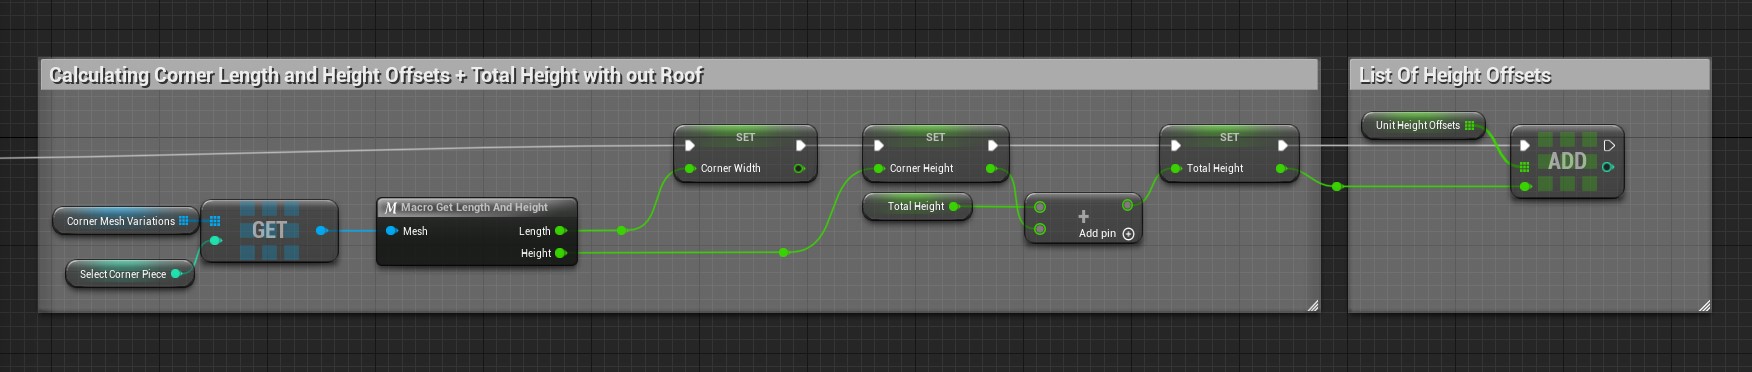 Calculating Corner Length and Height Offsets + Total Height with out Roof
List Of Height Offsets
Unit Height Offsets
SET
SET
SET
ADD
Corner Width
Corner Height
Total Height
Corner Mesh Variations
GET
Macro Get Length And Height
Total Height
+
Mesh
Length
Add pin
Height
Select Corner Piece